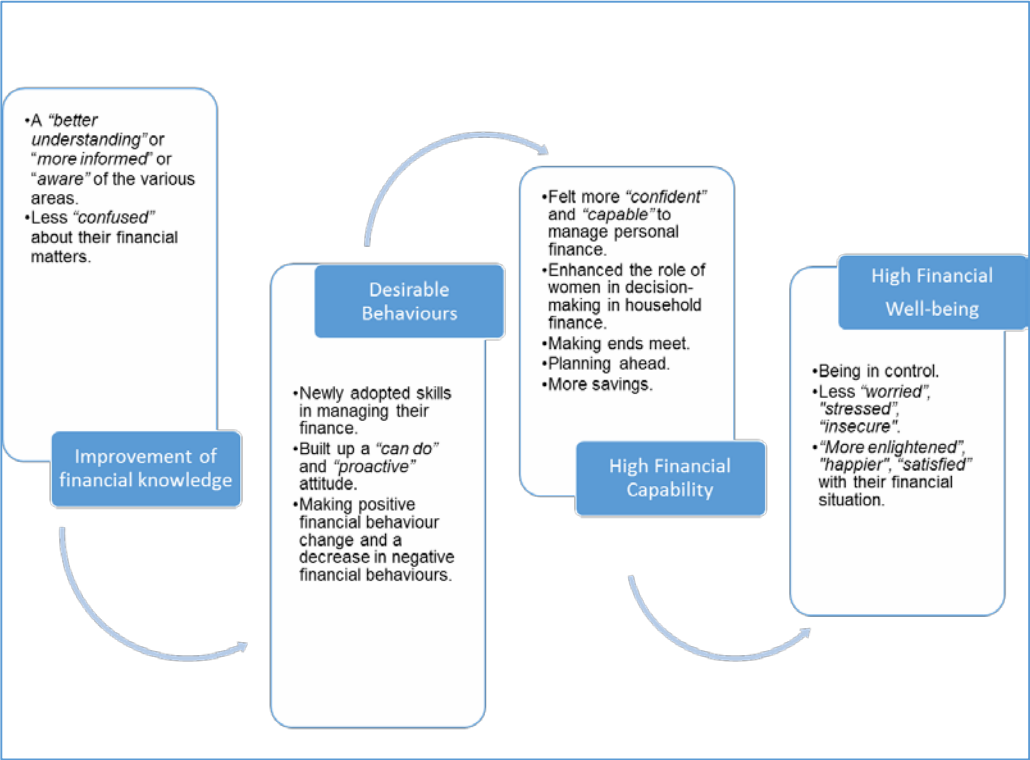 •A “better
understanding” or
“more informed” or
“aware” of the various
areas.
•Less “confused”
about their financial
matters.
Improvement of
financial knowledge
Desirable
Behaviours
•Newly adopted skills
in managing their
finance.
•Built up a “can do”
and “proactive”
attitude.
•Making positive
financial behaviour
change and a
decrease in negative
financial behaviours.
•Felt more “confident”
and “capable” to
manage personal
finance.
•Enhanced the role of
women in decision-
making in household
finance.
•Making ends meet.
•Planning ahead.
•More savings.
High Financial
Capability
High Financial
Well-being
•Being in control.
•Less “worried”,
"stressed”,
“insecure".
•“More enlightened”,
"happier", “satisfied”
with their financial
situation.